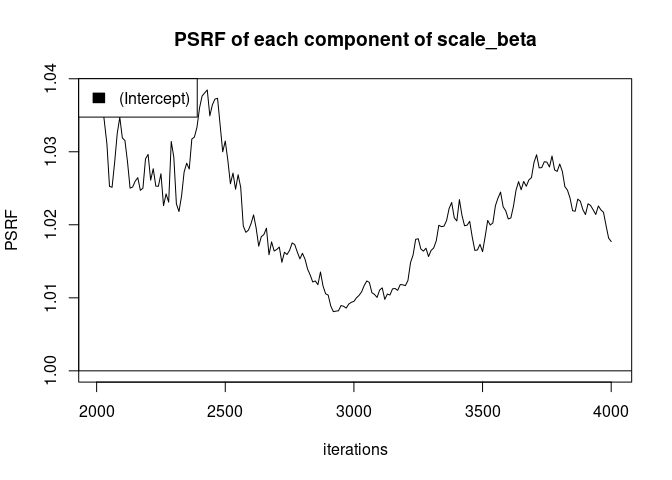 PSRF of each component of scale_beta
(Intercept)
PSRF
1.04
1.03
1.02
1.01
1.00
2000 2500 3000 3500 4000
iterations